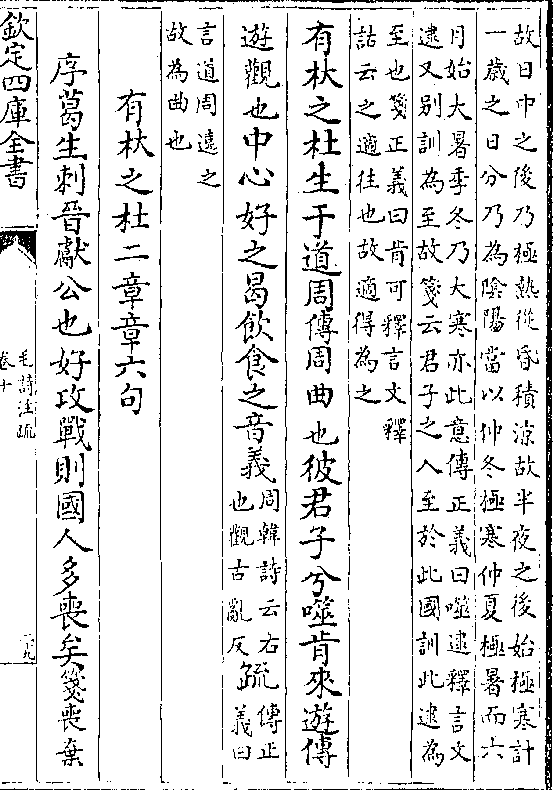 故日中之後乃極熱從昏積涼故半夜之後始極寒計
一歲之日分乃為陰陽當以仲冬極寒仲夏極暑而六
月始大暑季冬乃大寒亦此意傳正義曰噬逮釋言文
逮又别訓為至故箋云君子之人至於此國訓此逮為
至也箋正義曰肯可釋言文釋
詁云之適往也故適得為之
有杕之杜生于道周傳周曲也彼君子兮噬肯來遊傳
遊觀也中心好之曷飲食之音義周韓詩云右
也觀古亂反疏傳正
義曰
言道周遠之
故為曲也
有杕之杜二章章六句
序葛生刺晉獻公也好攻戰則國人多喪矣箋喪棄
欽定四庫全書
毛詩注疏
卷十
二九